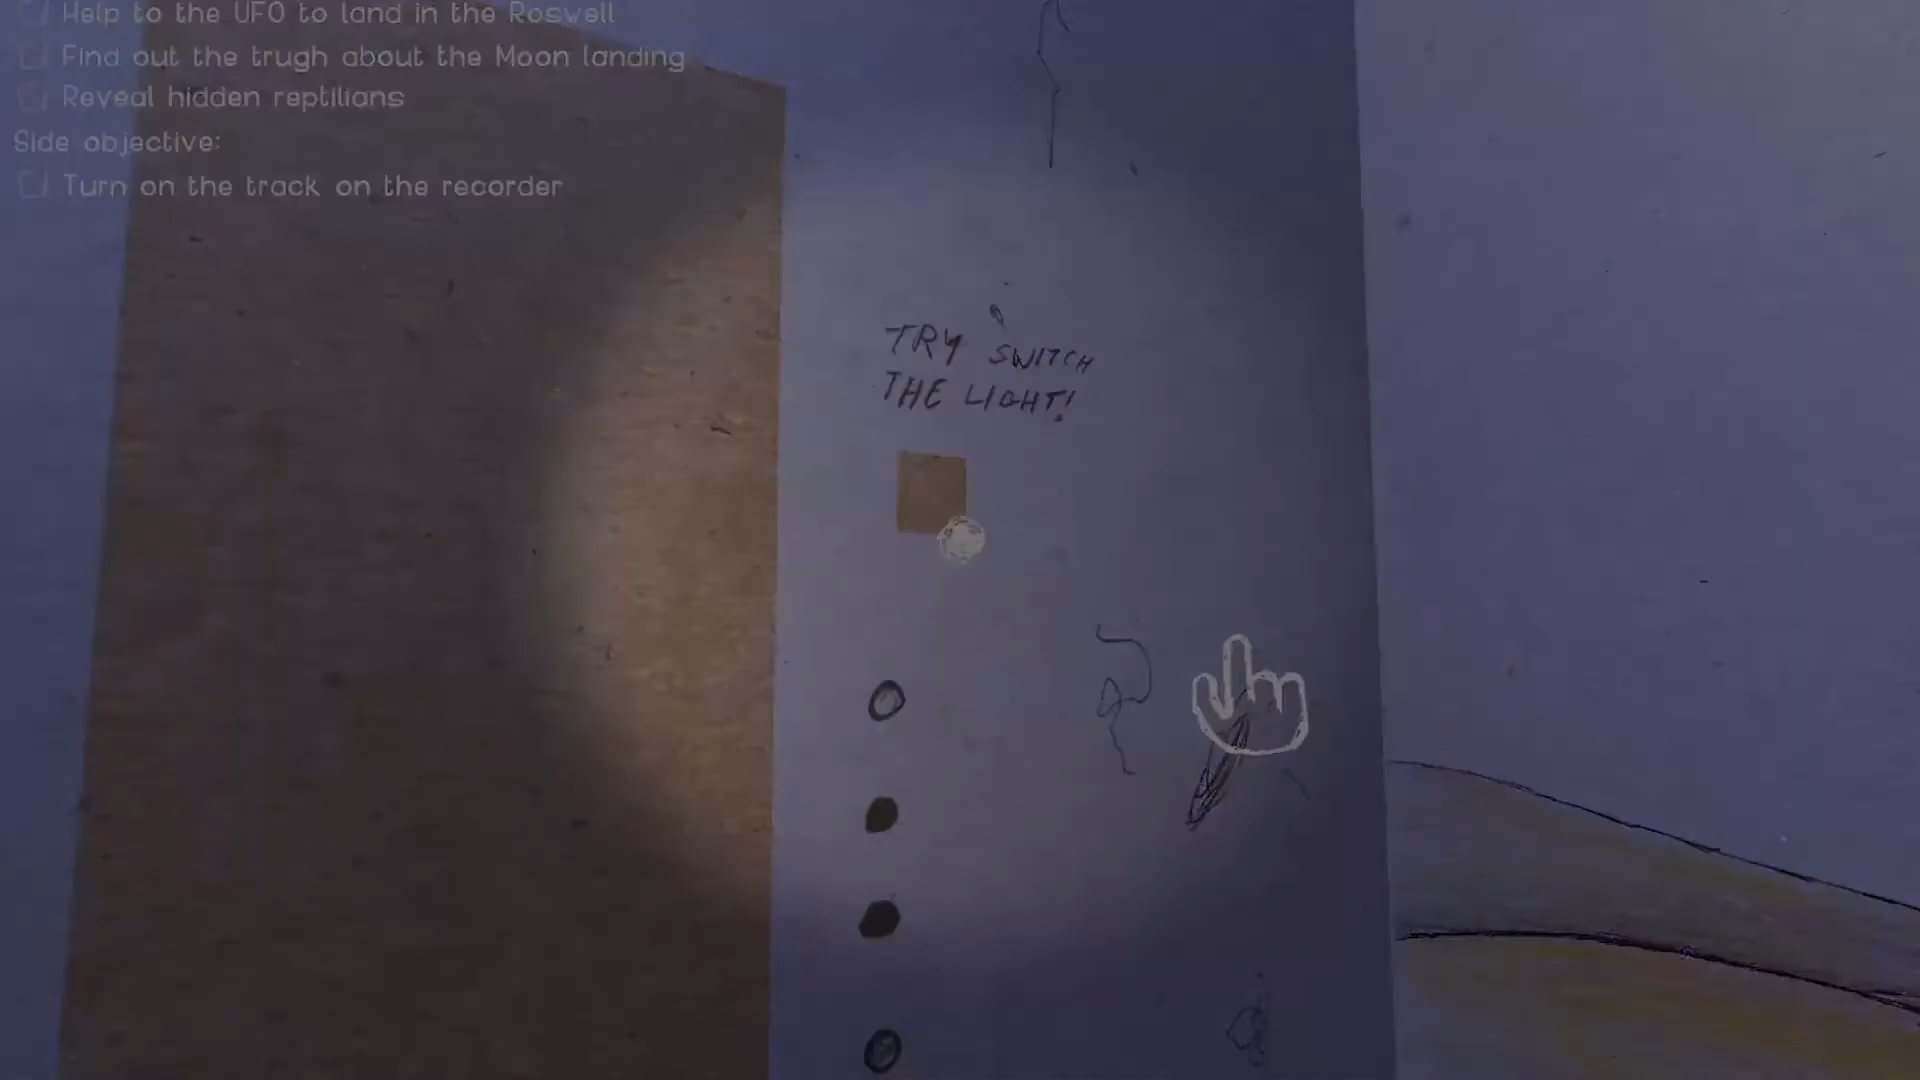 Help to the UFO to land in the Roswell
Find out the trugh about the Moon landing
Reveal hidden reptilians
Side objective:
Turn on the track on the recorder
TRY SWITCH
THE LIGHT!